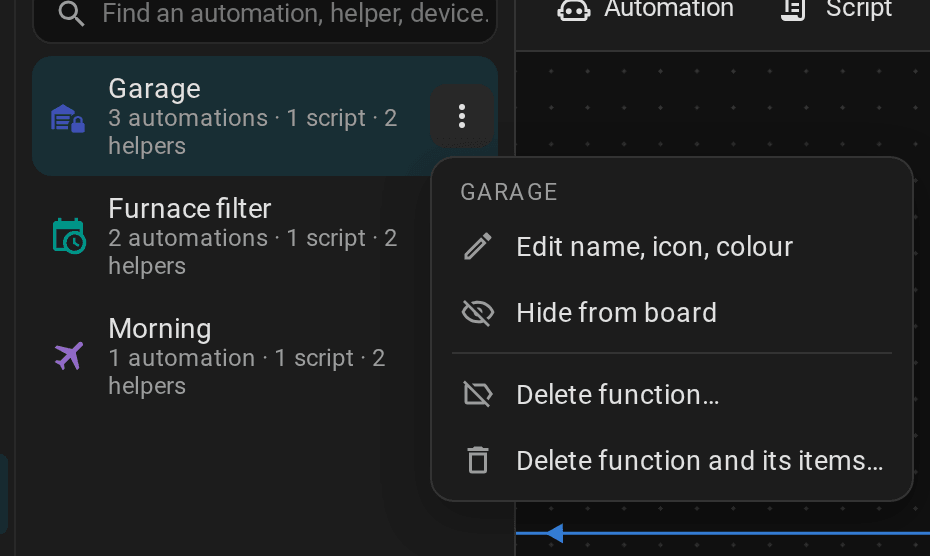 Find an automation, helper, device.
Automation
Script
Garage
3 automations · 1 script · 2
helpers
GARAGE
Edit name, icon, colour
Hide from board
Delete function…
Delete function and its items…
Furnace filter
2 automations · 1 script · 2
helpers
Morning
1 automation · 1 script · 2
helpers